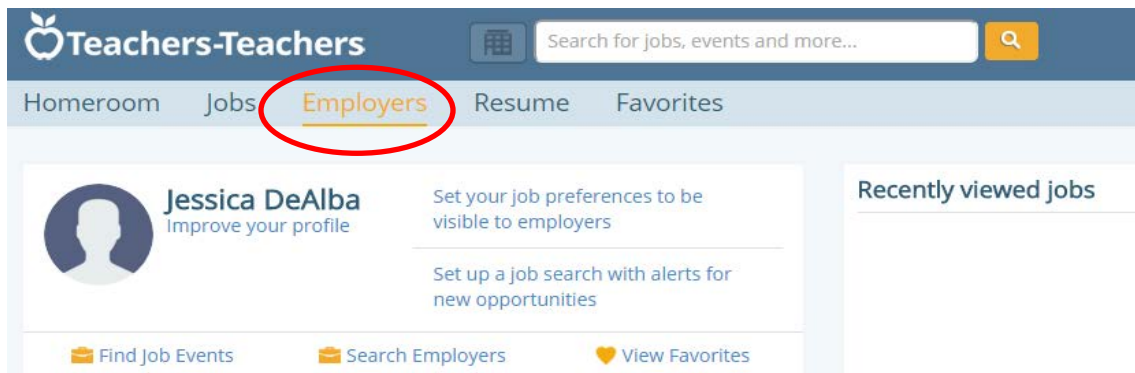 Teachers-Teachers
Search for jobs, events and more...
Homeroom Jobs Employers Resume Favorites
Jessica DeAlba
Improve your profile
Set your job preferences to be
visible to employers
Set up a job search with alerts for
new opportunities
Find Job Events Search Employers View Favorites
Recently viewed jobs